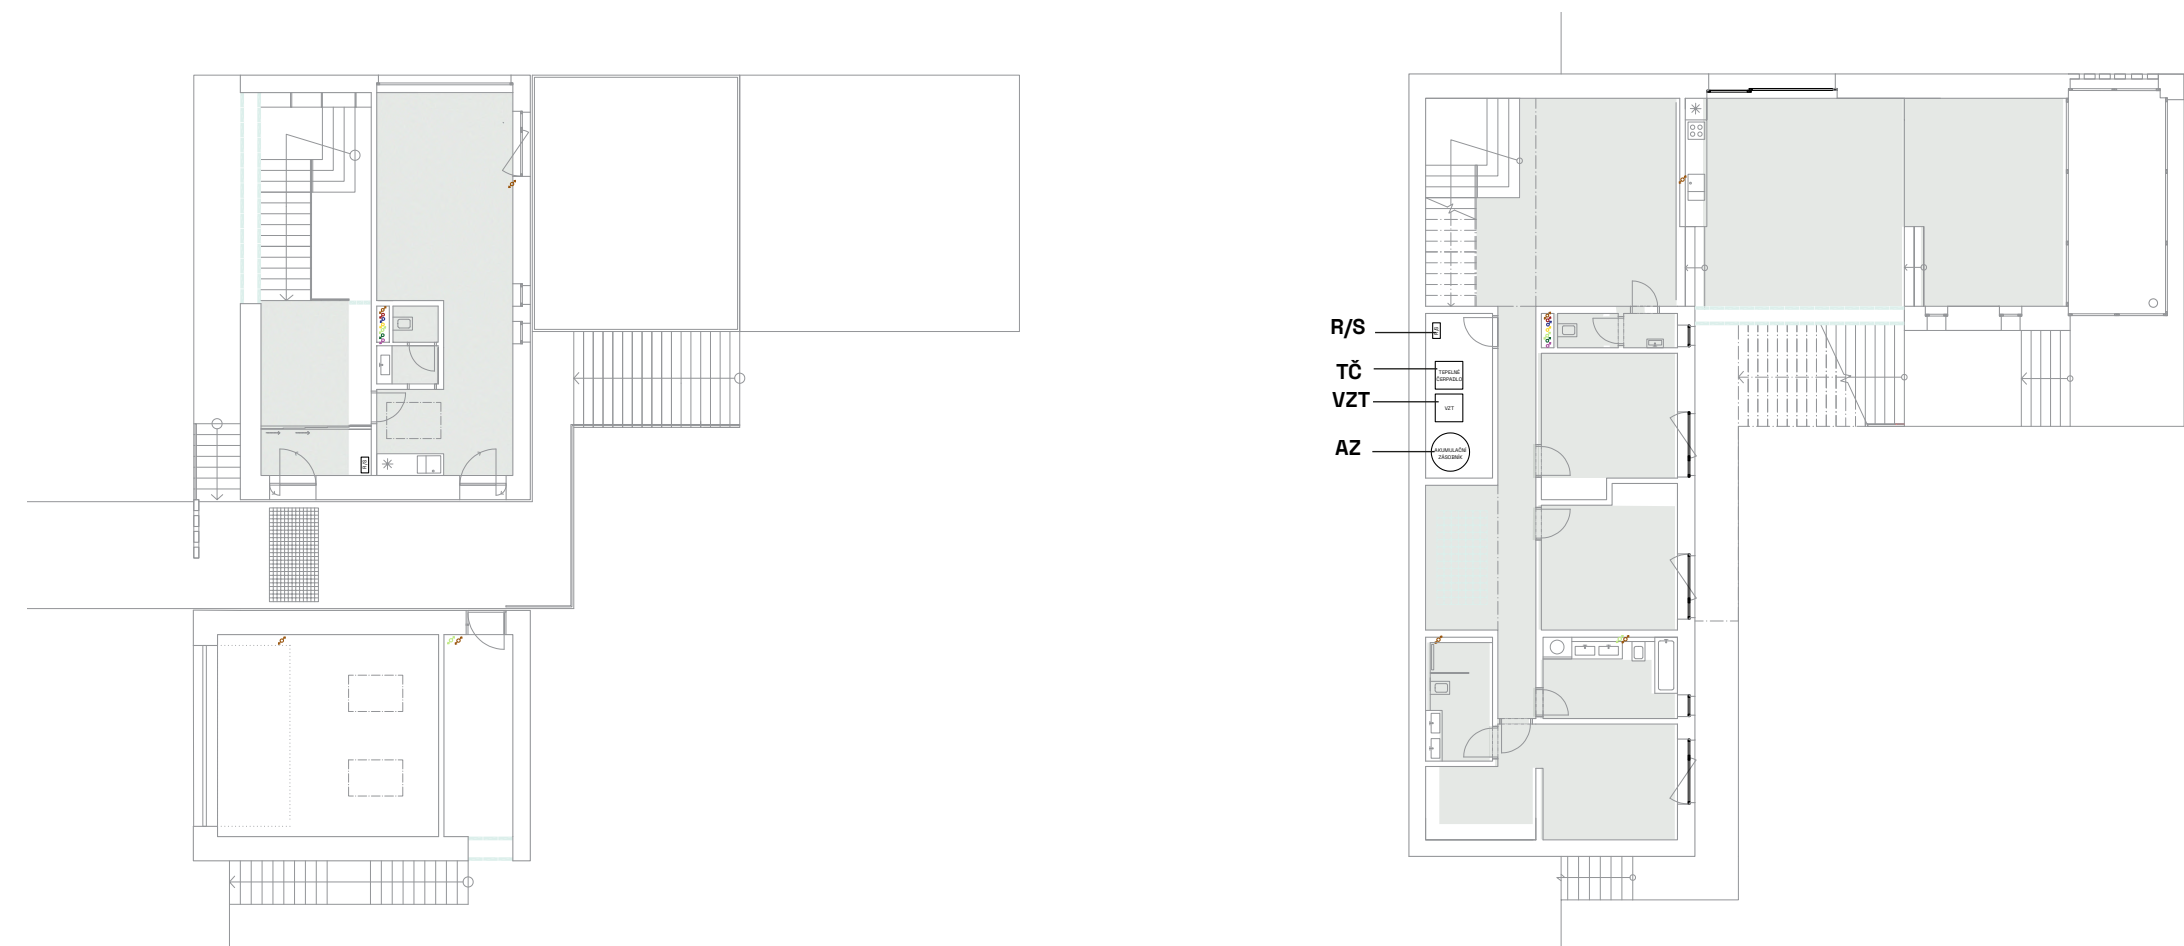 R/S
R/S
R/S
TČ
TEPELNÉ
ČERPADLO
VZT
VZT
AZ
AKUMULAČNÍ
ZÁSOBNÍK